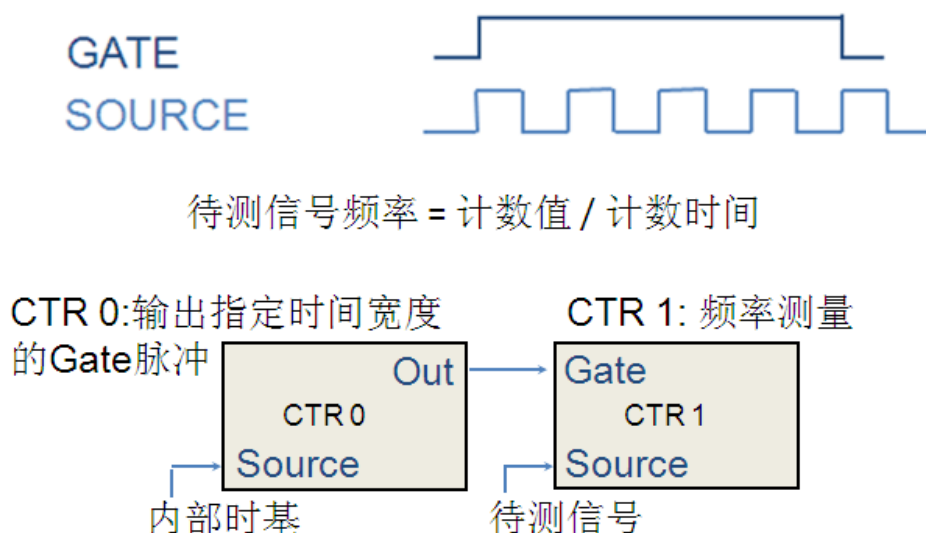 GATE
SOURCE
待测信号频率 = 计数值 / 计数时间
CTR 0:输出指定时间宽度
的Gate脉冲
CTR 1: 频率测量
Out
CTR 0
Source
内部时基
Gate
CTR 1
Source
待测信号